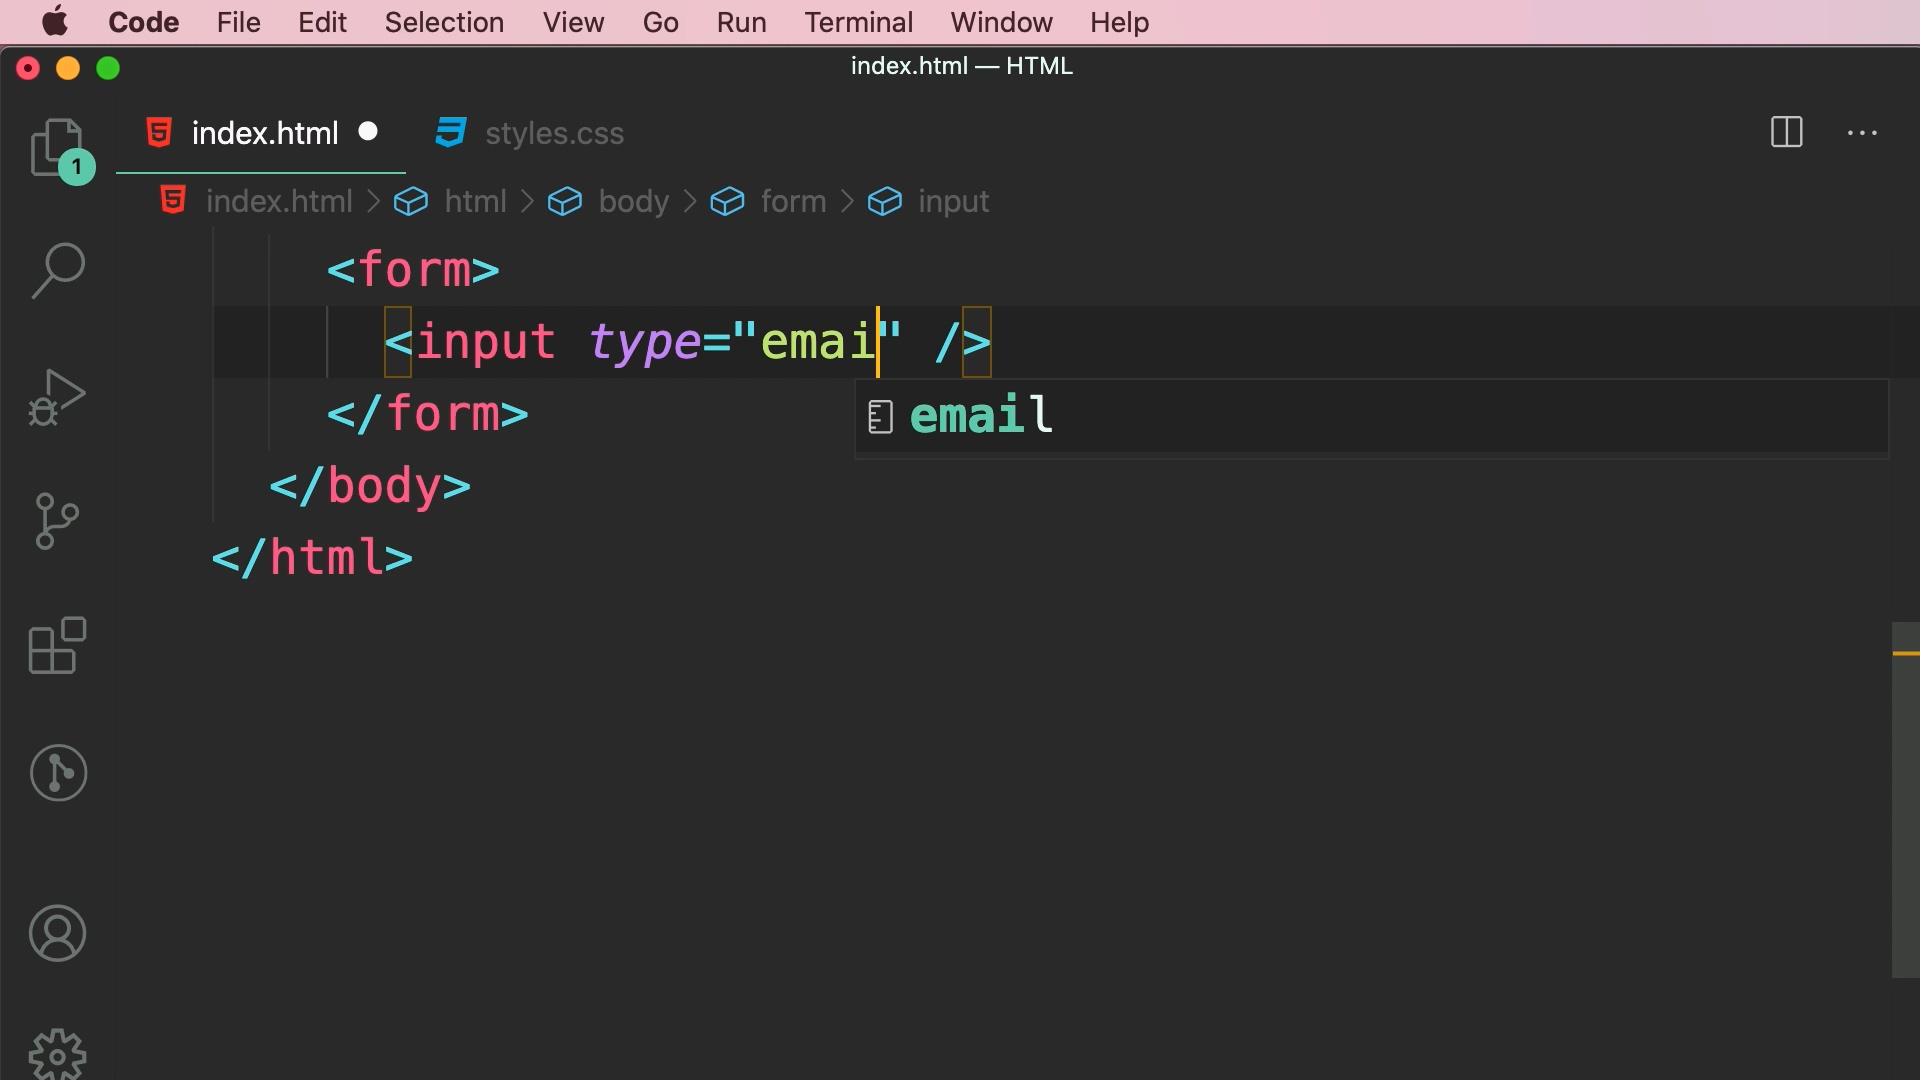 Code File Edit Selection View Go Run Terminal Window Help
index.html — HTML
index.html styles.css
1
index.html > html > body > form > input
<form>
<input type="emai" />
email
</form>
</body>
</html>